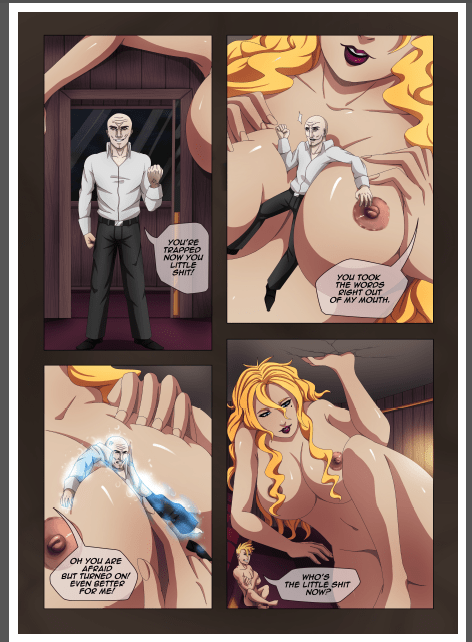 YOU'RE
TRAPPED
NOW YOU
LITTLE
SHIT!
YOU TOOK
THE WORDS
RIGHT OUT
OF MY MOUTH.
OH YOU ARE
AFRAID
BUT TURNED ON!
EVEN BETTER
FOR ME!
WHO'S
THE LITTLE SHIT
NOW?